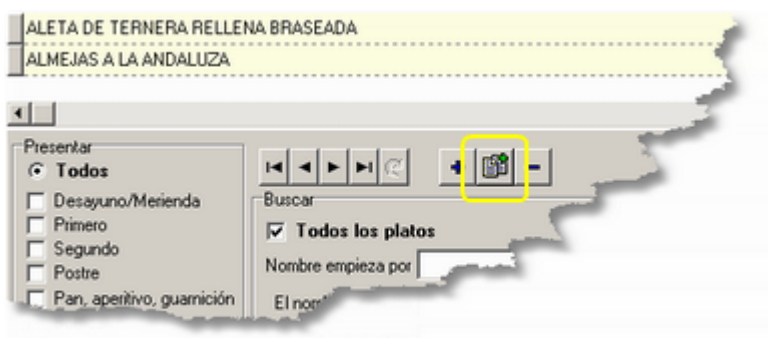 ALETA DE TERNERA RELLENA BRASEADA
ALMEJAS A LA ANDALUZA
Presentar
Todos
Desayuno/Merienda
Primero
Segundo
Postre
Pan, aperitivo, guarnición
Buscar
Todos los platos
Nombre empieza por
El